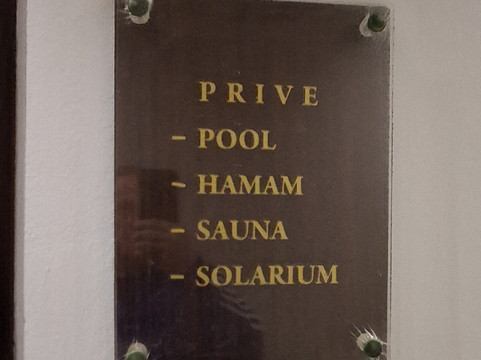 PRIVE
- POOL
- HAMAM
- SAUNA
- SOLARIUM